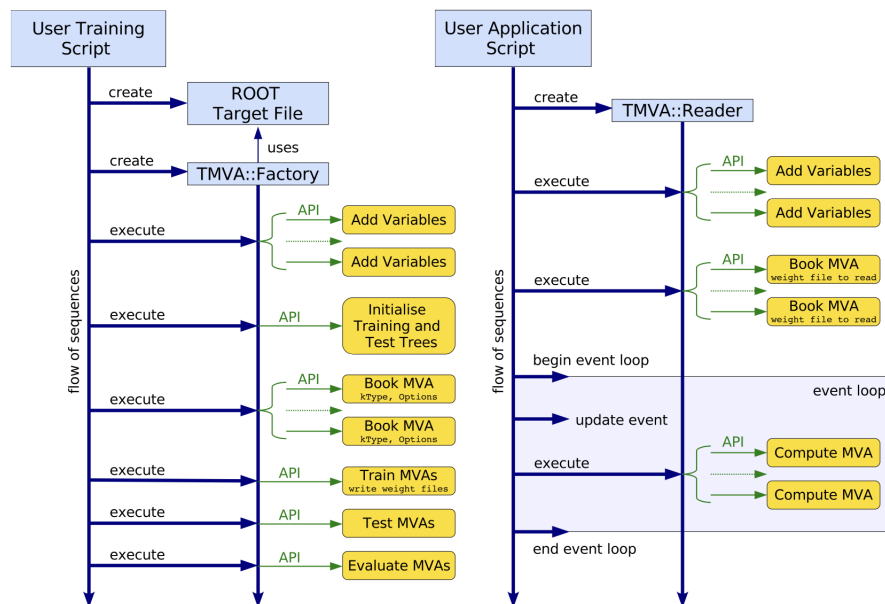 User Training
Script
create
ROOT
Target File
uses
create
TMVA::Factory
execute
API
Add Variables
Add Variables
execute
API
Initialise
Training and
Test Trees
flow of sequences
execute
API
Book MVA
kType, Options
Book MVA
kType, Options
execute
API
Train MVAs
write weight files
execute
API
Test MVAs
execute
API
Evaluate MVAs
User Application
Script
create
TMVA::Reader
execute
API
Add Variables
Add Variables
execute
API
Book MVA
weight file to read
Book MVA
weight file to read
flow of sequences
begin event loop
event loop
update event
execute
API
Compute MVA
Compute MVA
end event loop